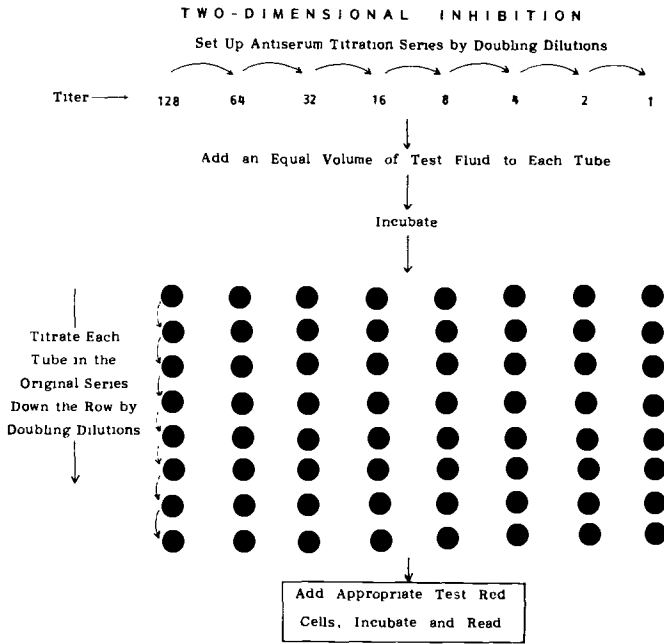 TWO-DIMENSIONAL INHIBITION
Set Up Antiserum Titration Series by Doubling Dilutions
Titer 128 64 32 16 8 4 2 1
Add an Equal Volume of Test Fluid to Each Tube
Incubate
Titrate Each
Tube in the
Original Series
Down the Row by
Doubling Dilutions
Add Appropriate Test Red
Cells, Incubate and Read